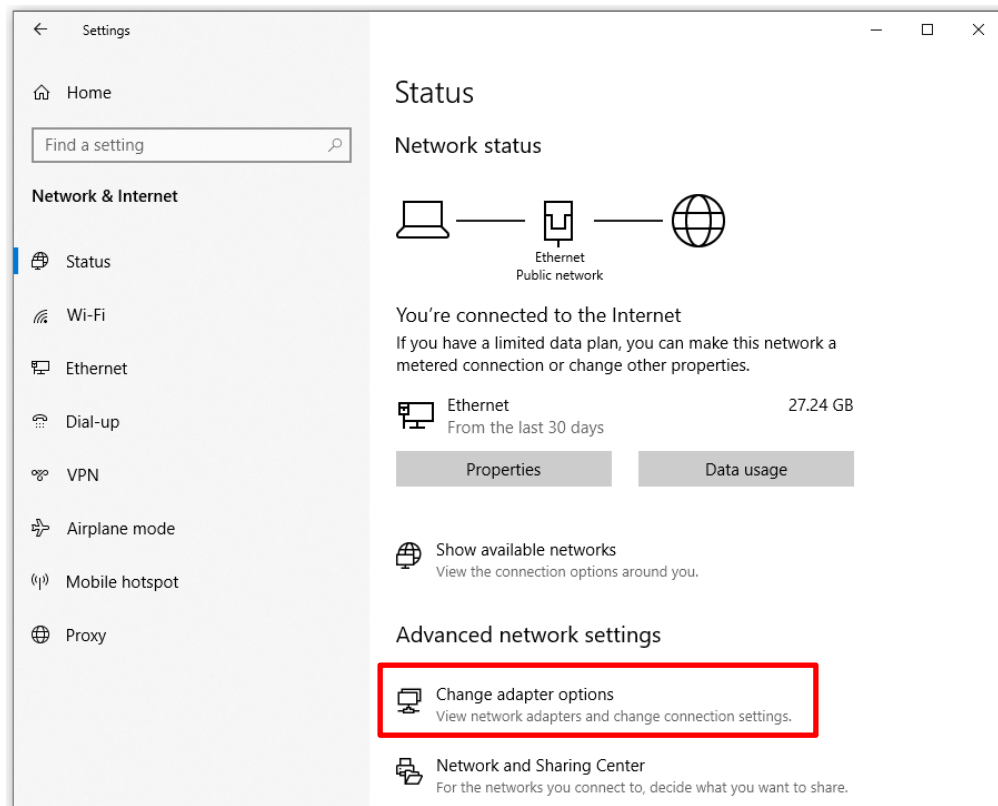 Settings
Home
Find a setting
Network & Internet
Status
Wi-Fi
Ethernet
Dial-up
VPN
Airplane mode
Mobile hotspot
Proxy
Status
Network status
Ethernet
Public network
You’re connected to the Internet
If you have a limited data plan, you can make this network a
metered connection or change other properties.
Ethernet 27.24 GB
From the last 30 days
Properties Data usage
Show available networks
View the connection options around you.
Advanced network settings
Change adapter options
View network adapters and change connection settings.
Network and Sharing Center
For the networks you connect to, decide what you want to share.